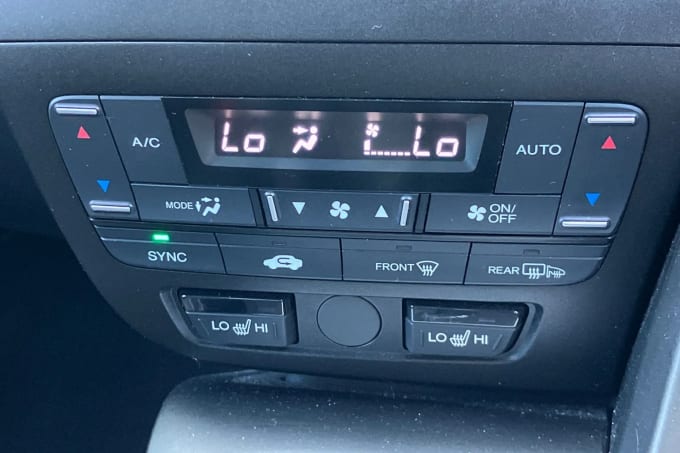 Lo Lo
A/C AUTO
MODE ON/
OFF
SYNC FRONT REAR
LO HI LO HI